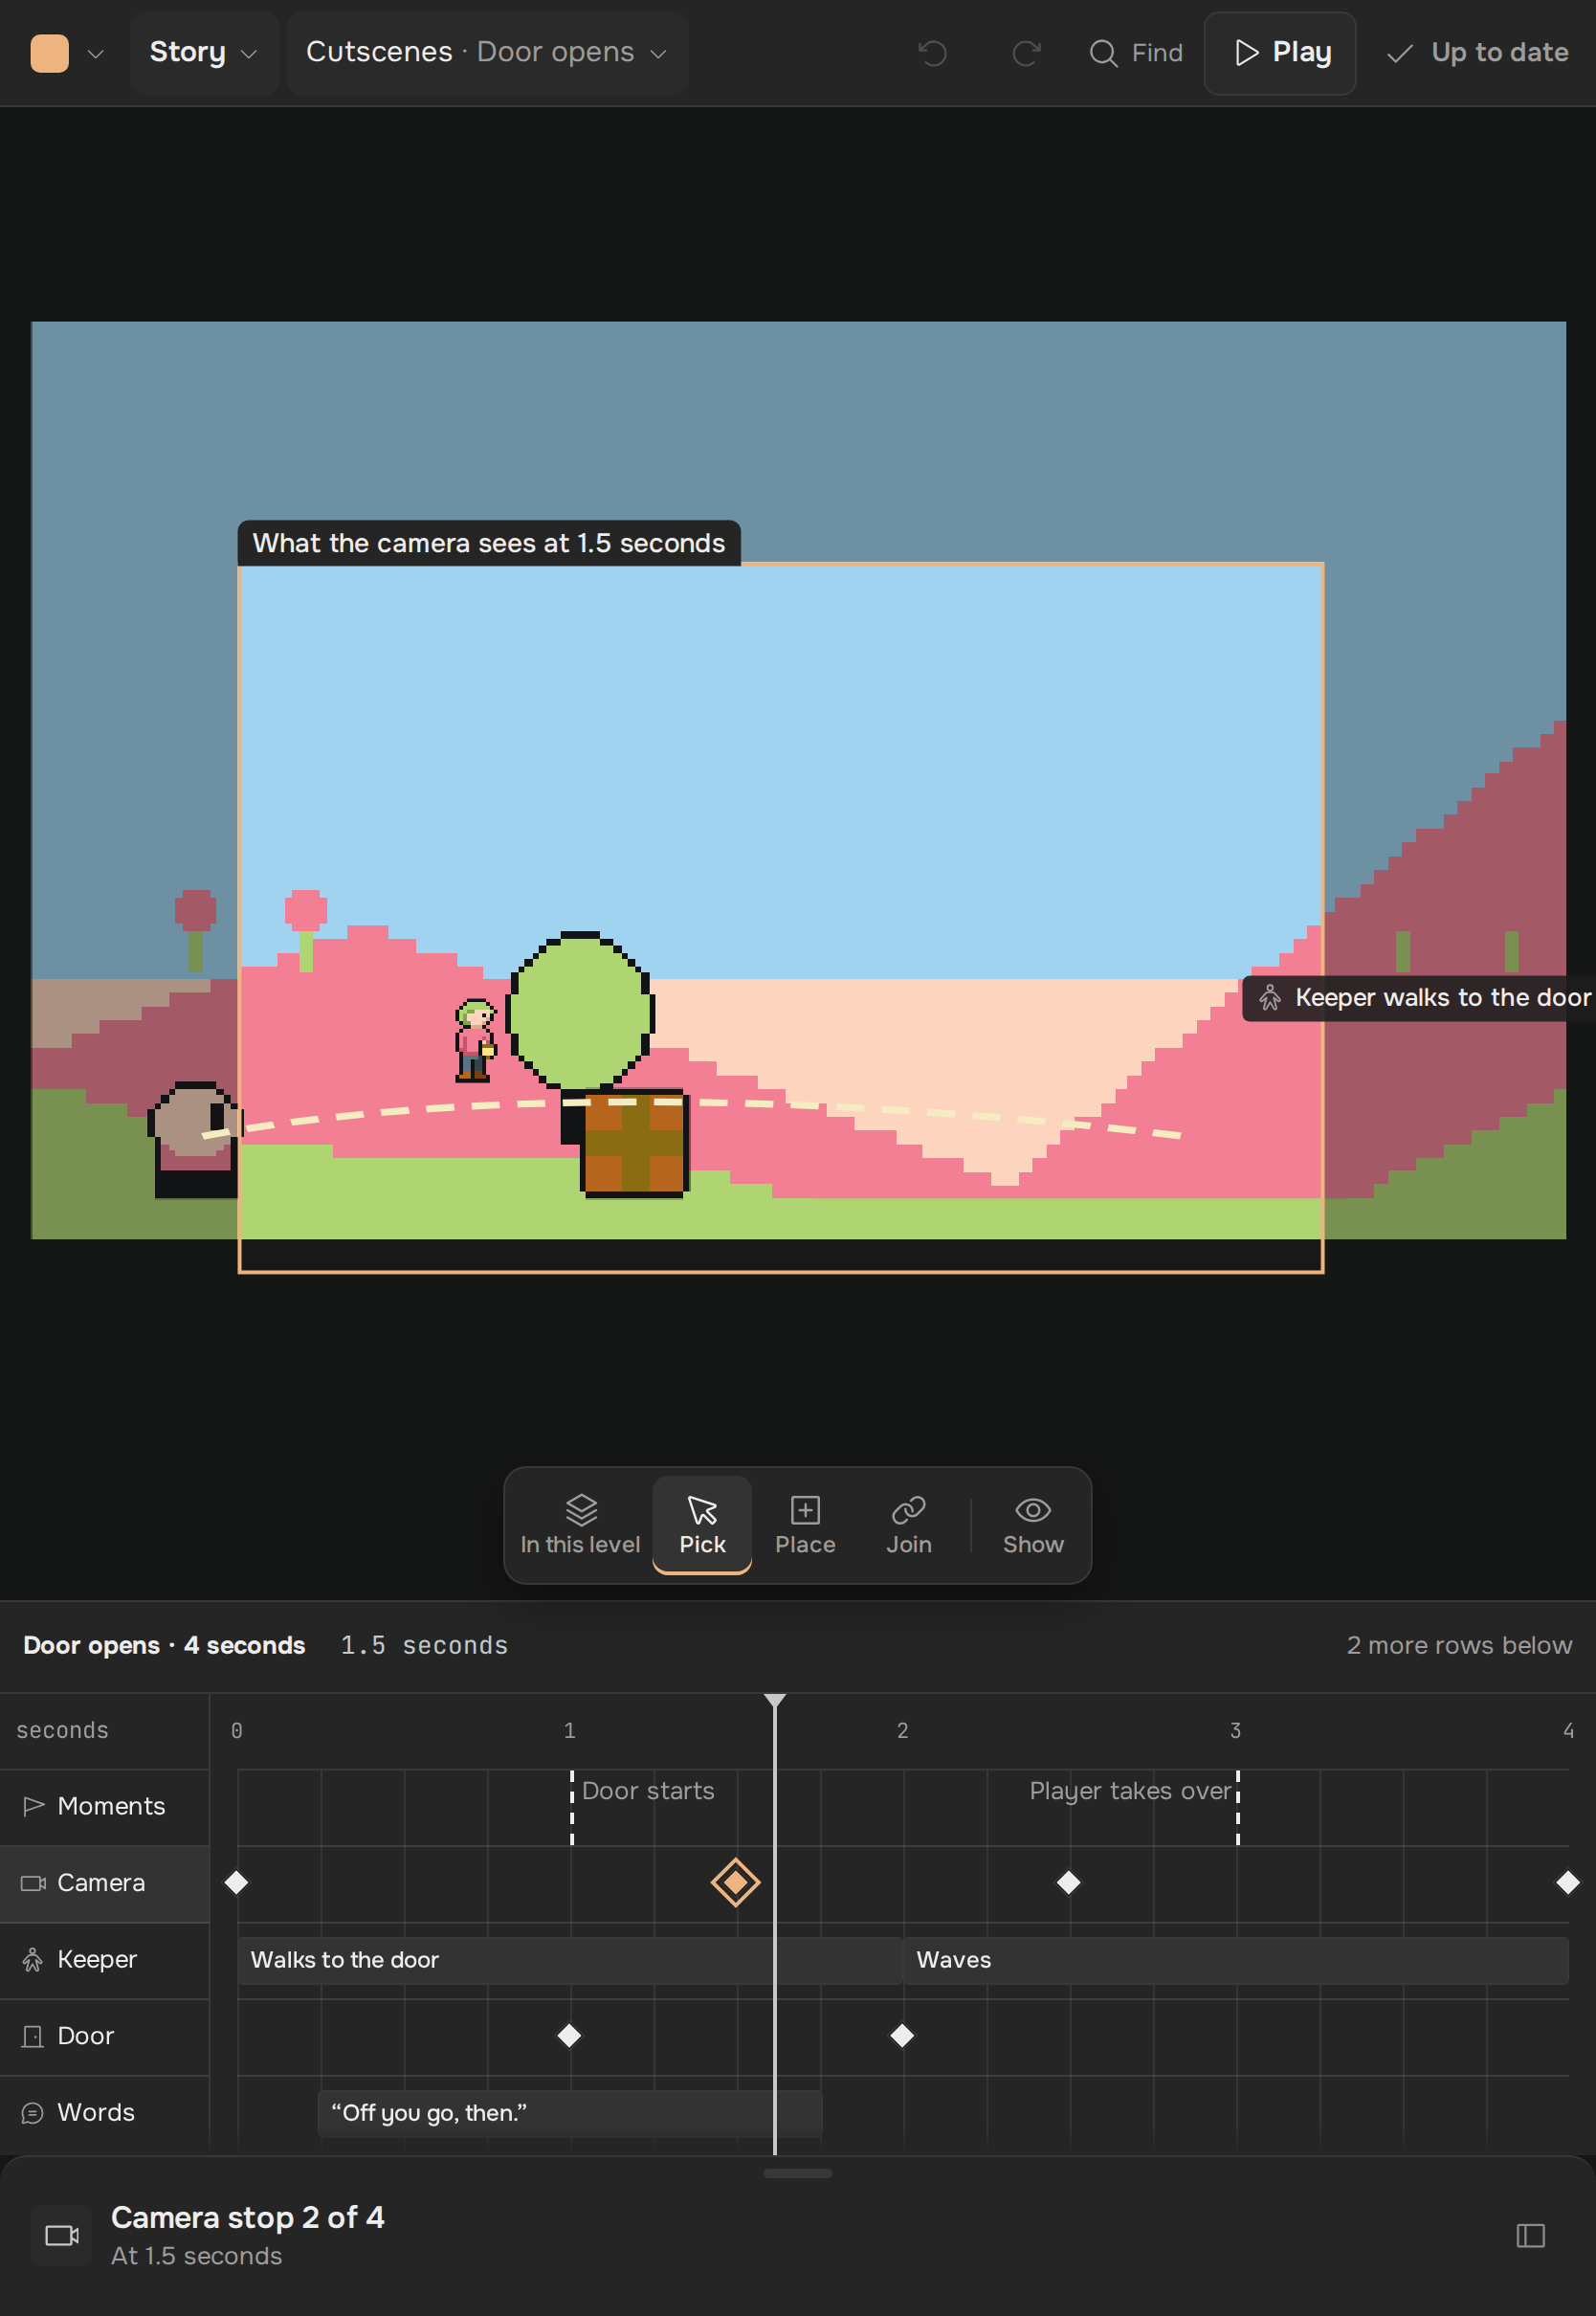 Story
Cutscenes · Door opens
Find
Play
Up to date
What the camera sees at 1.5 seconds
Keeper walks to the door
In this level
Pick
Place
Join
Show
Door opens · 4 seconds
1.5 seconds
2 more rows below
seconds
0
1
2
3
4
Moments
Door starts
Player takes over
Camera
Keeper
Walks to the door
Waves
Door
Words
“Off you go, then.”
Camera stop 2 of 4
At 1.5 seconds